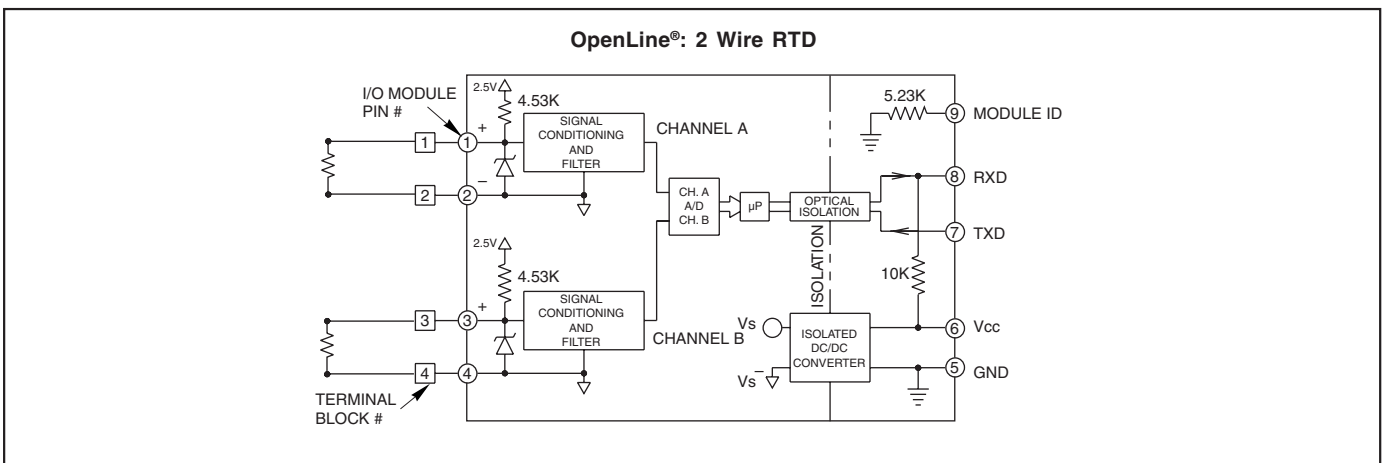 OpenLine®: 2 Wire RTD
I/O MODULE
PIN #
2.5V
4.53K
+
1
1
−
2
2
SIGNAL
CONDITIONING
AND
FILTER
CHANNEL A
2.5V
4.53K
+
3
3
4
4
SIGNAL
CONDITIONING
AND
FILTER
CHANNEL B
TERMINAL
BLOCK #
CH. A
A/D
CH. B
µP
OPTICAL
ISOLATION
ISOLATION
Vs
Vs −
ISOLATED
DC/DC
CONVERTER
5.23K
9 MODULE ID
8 RXD
7 TXD
10K
6 Vcc
5 GND